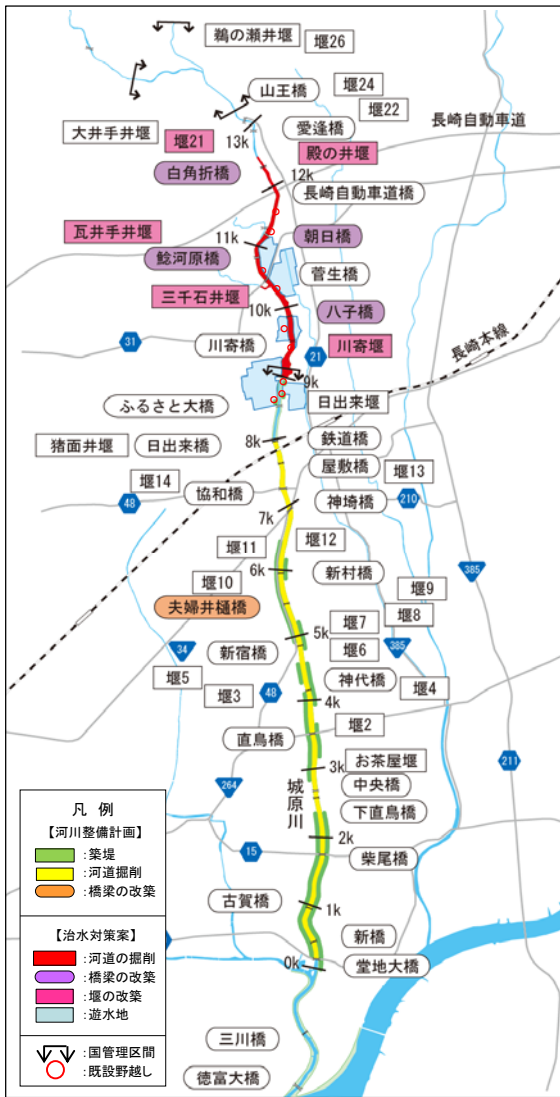 鵜の瀬井堰
堰26
山王橋
堰24
堰22
愛逢橋
長崎自動車道
大井手井堰
13k
堰21
殿の井堰
白角折橋
12k
長崎自動車道橋
瓦井手井堰
11k
朝日橋
鯰河原橋
菅生橋
三千石井堰
10k
八子橋
川寄橋
川寄堰
31
21
長崎本線
9k
日出来堰
ふるさと大橋
猪面井堰
日出来橋
8k
鉄道橋
屋敷橋
堰13
堰14
48
協和橋
7k
神埼橋
210
堰11
堰12
6k
新村橋
385
堰10
堰9
夫婦井樋橋
堰7
堰8
5k
34
新宿橋
堰6
385
堰5
堰3
48
神代橋
堰4
4k
堰2
直鳥橋
お茶屋堰
3k
211
城原川
中央橋
264
下直鳥橋
2k
15
柴尾橋
古賀橋
1k
新橋
0k
堂地大橋
三川橋
徳富大橋
凡 例
【河川整備計画】
:築堤
:河道掘削
:橋梁の改築
【治水対策案】
:河道の掘削
:橋梁の改築
:堰の改築
:遊水地
:国管理区間
:既設野越し